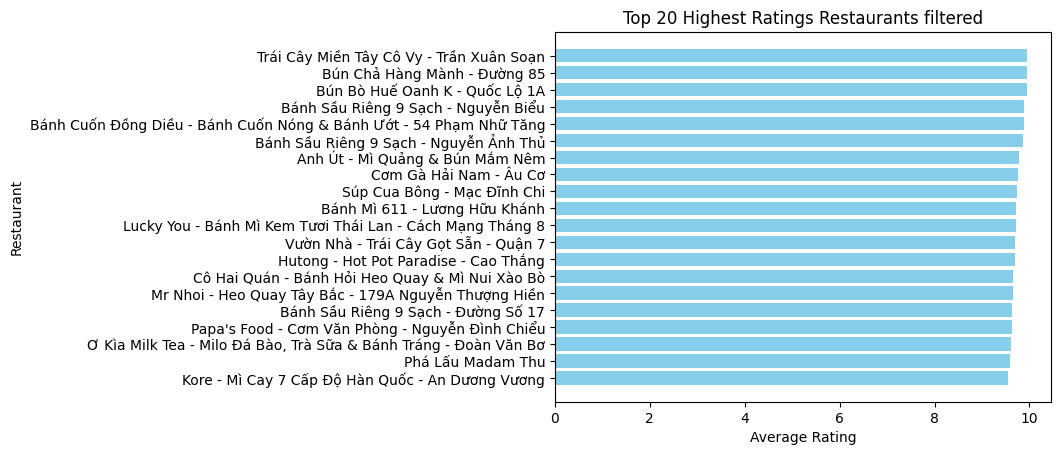 Top 20 Highest Ratings Restaurants filtered
Restaurant
Trái Cây Miền Tây Cô Vy - Trần Xuân Soạn
Bún Chả Hàng Mành - Đường 85
Bún Bò Huế Oanh K - Quốc Lộ 1A
Bánh Sầu Riêng 9 Sạch - Nguyễn Biểu
Bánh Cuốn Đồng Diều - Bánh Cuốn Nóng & Bánh Ướt - 54 Phạm Nhữ Tăng
Bánh Sầu Riêng 9 Sạch - Nguyễn Ảnh Thủ
Anh Út - Mì Quảng & Bún Mắm Nêm
Cơm Gà Hải Nam - Âu Cơ
Súp Cua Bông - Mạc Đĩnh Chi
Bánh Mì 611 - Lương Hữu Khánh
Lucky You - Bánh Mì Kem Tươi Thái Lan - Cách Mạng Tháng 8
Vườn Nhà - Trái Cây Gọt Sẵn - Quận 7
Hutong - Hot Pot Paradise - Cao Thắng
Cô Hai Quán - Bánh Hỏi Heo Quay & Mì Nui Xào Bò
Mr Nhoi - Heo Quay Tây Bắc - 179A Nguyễn Thượng Hiền
Bánh Sầu Riêng 9 Sạch - Đường Số 17
Papa's Food - Cơm Văn Phòng - Nguyễn Đình Chiểu
Ơ Kìa Milk Tea - Milo Đá Bào, Trà Sữa & Bánh Tráng - Đoàn Văn Bơ
Phá Lấu Madam Thu
Kore - Mì Cay 7 Cấp Độ Hàn Quốc - An Dương Vương
0 2 4 6 8 10
Average Rating